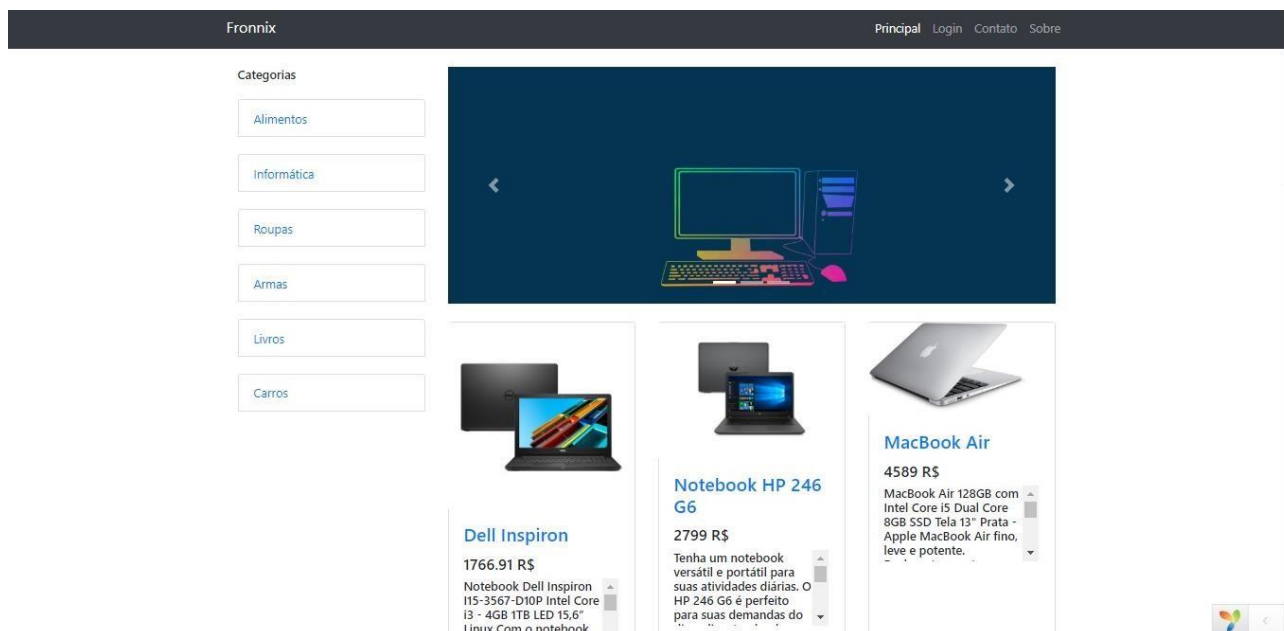 Fronnix
Principal Login Contato Sobre
Categorias
Alimentos
Informática
Roupas
Armas
Livros
Carros
Dell Inspiron
1766.91 R$
Notebook Dell Inspiron
I15-3567-D10P Intel Core
i3 - 4GB 1TB LED 15,6"
Linux Com o notebook
Notebook HP 246
G6
2799 R$
Tenha um notebook
versátil e portátil para
suas atividades diárias. O
HP 246 G6 é perfeito
para suas demandas do
MacBook Air
4589 R$
MacBook Air 128GB com
Intel Core i5 Dual Core
8GB SSD Tela 13" Prata -
Apple MacBook Air fino,
leve e potente.